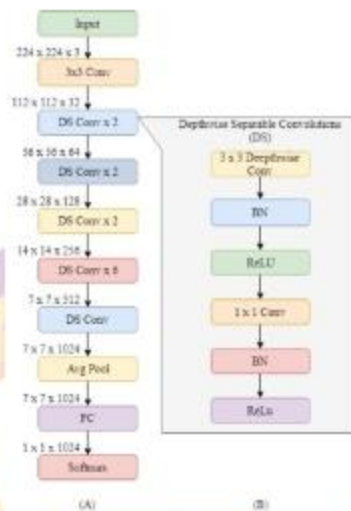 Input
224 x 224 x 3
3x3 Conv
112 x 112 x 32
DS Conv x 2
56 x 56 x 64
DS Conv x 2
28 x 28 x 128
DS Conv x 2
14 x 14 x 256
DS Conv x 6
7 x 7 x 512
DS Conv
7 x 7 x 1024
Avg Pool
7 x 7 x 1024
FC
1 x 1 x 1024
Softmax
(A)
Depthwise Separable Convolutions
(DS)
3 x 3 Deepthwise
Conv
BN
ReLU
1 x 1 Conv
BN
ReLu
(B)